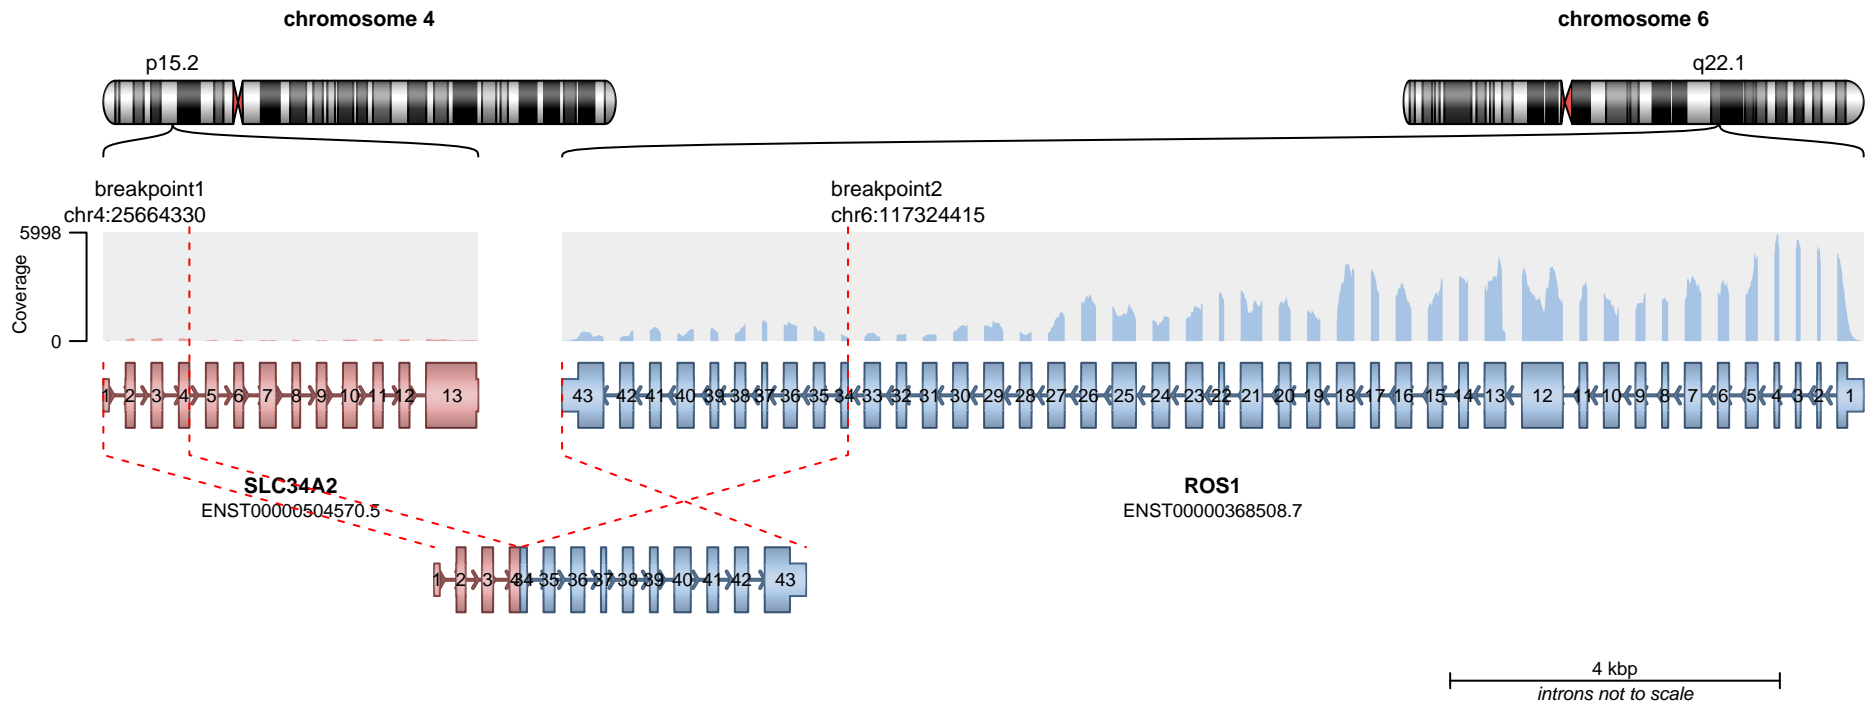 chromosome 4
chromosome 6
p15.2
q22.1
breakpoint1
chr4:25664330
breakpoint2
chr6:117324415
5998
Coverage
0
1 2 3 4 5 6 7 8 9 10 11 12 13
43 42 41 40 39 38 37 36 35 34 33 32 31 30 29 28 27 26 25 24 23 22 21 20 19 18 17 16 15 14 13 12 11 10 9 8 7 6 5 4 3 2 1
SLC34A2
ENST00000504570.5
ROS1
ENST00000368508.7
1 2 3 4 34 35 36 37 38 39 40 41 42 43
4 kbp
introns not to scale